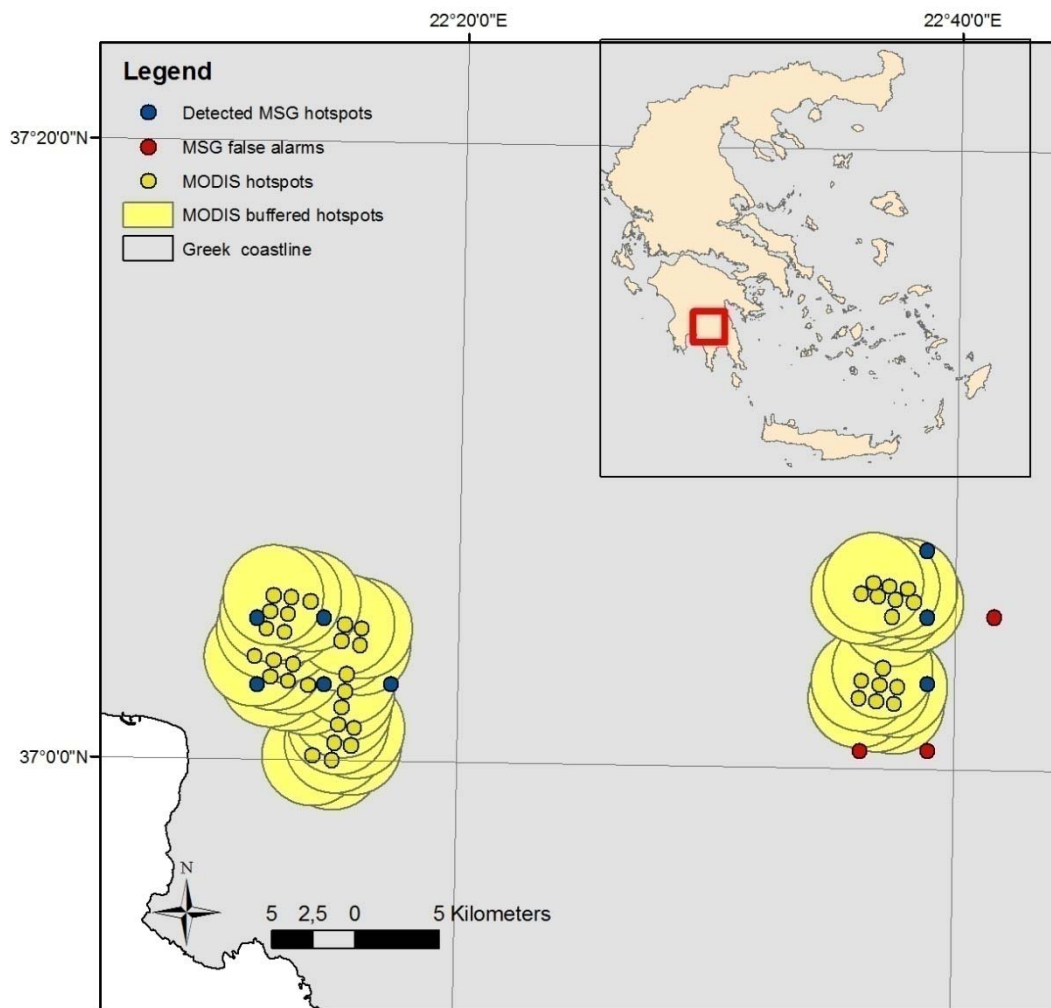 22°20'0"E
22°40'0"E
37°20'N
37°0'0"N
Legend
Detected MSG hotspots
MSG false alarms
MODIS hotspots
MODIS buffered hotspots
Greek coastline
N
5 2,5 0 5 Kilometers